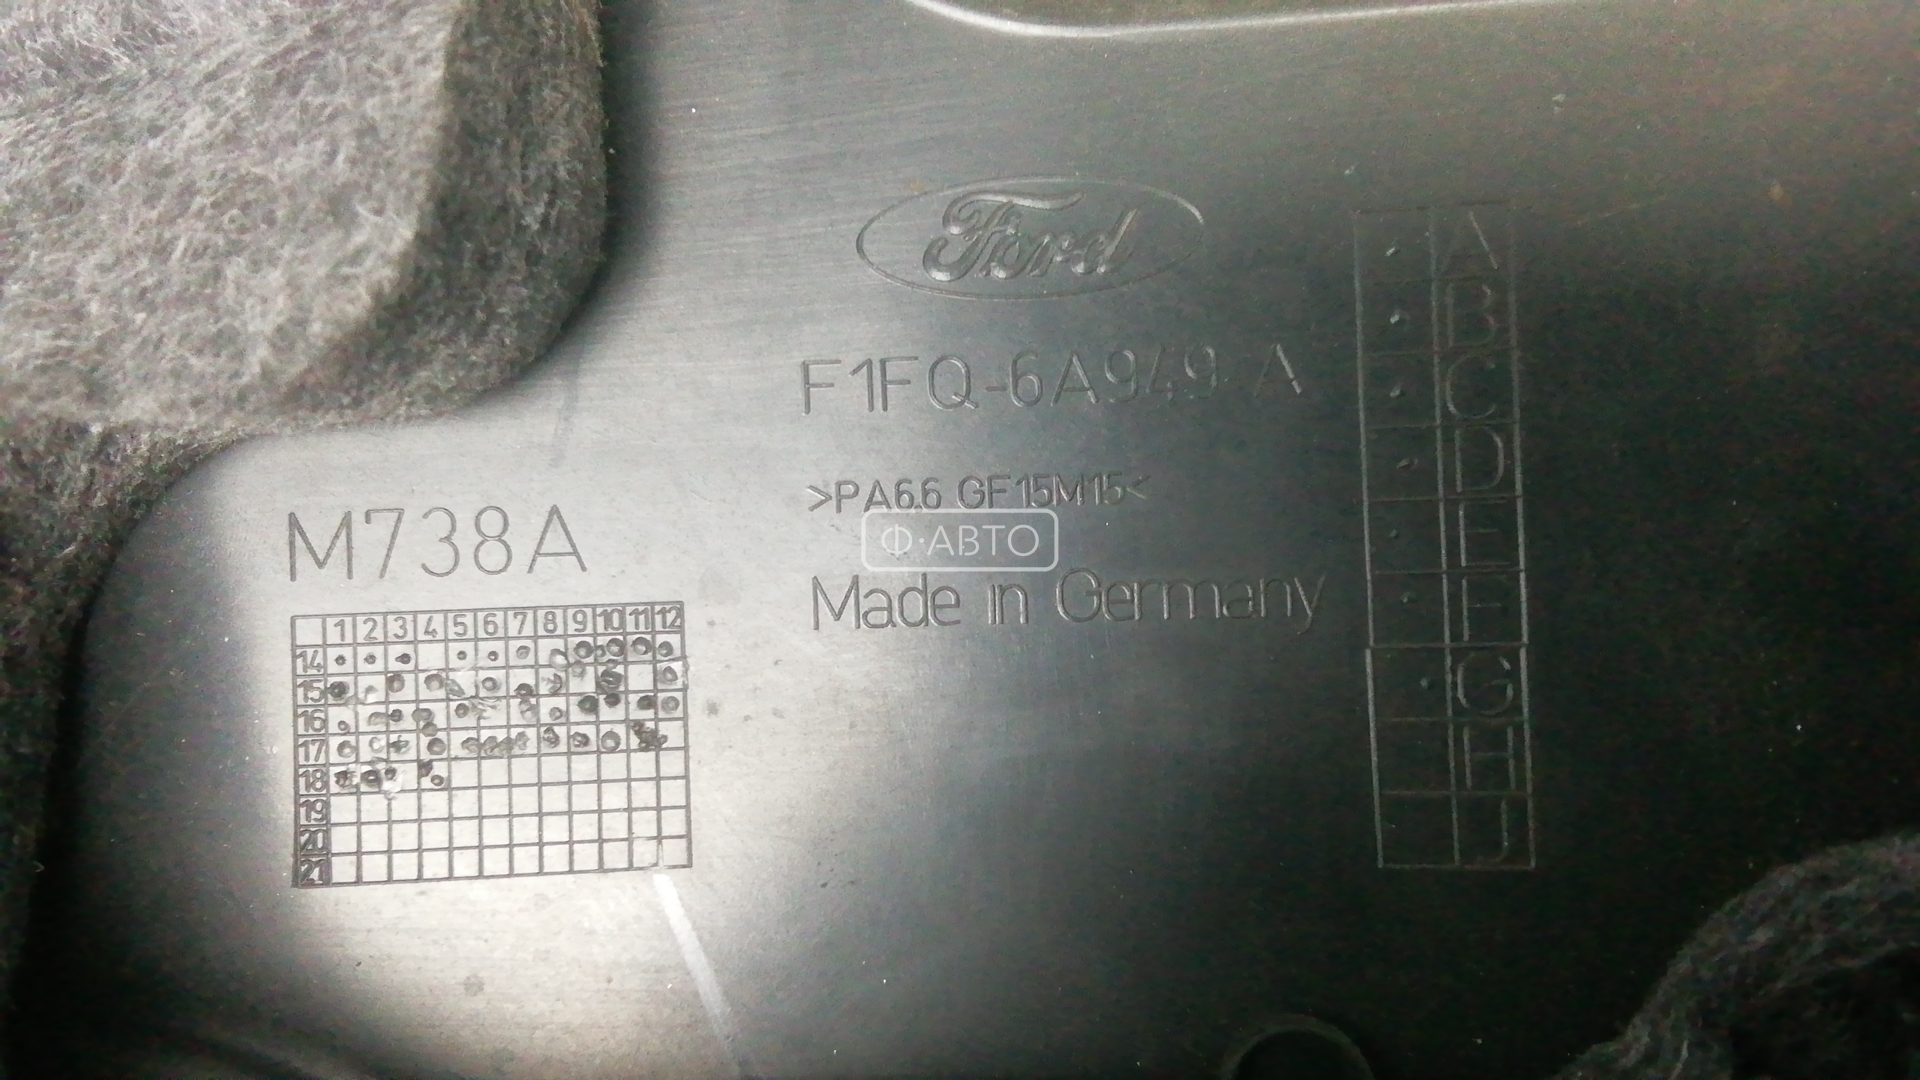 Ford
F1FQ-6A949-A
>PA6.6 GF15M15<
Ф·АВТО
Made in Germany
M738A
1 2 3 4 5 6 7 8 9 10 11 12
14
15
16
17
18
19
20
21
A
B
C
D
E
F
G
H
J